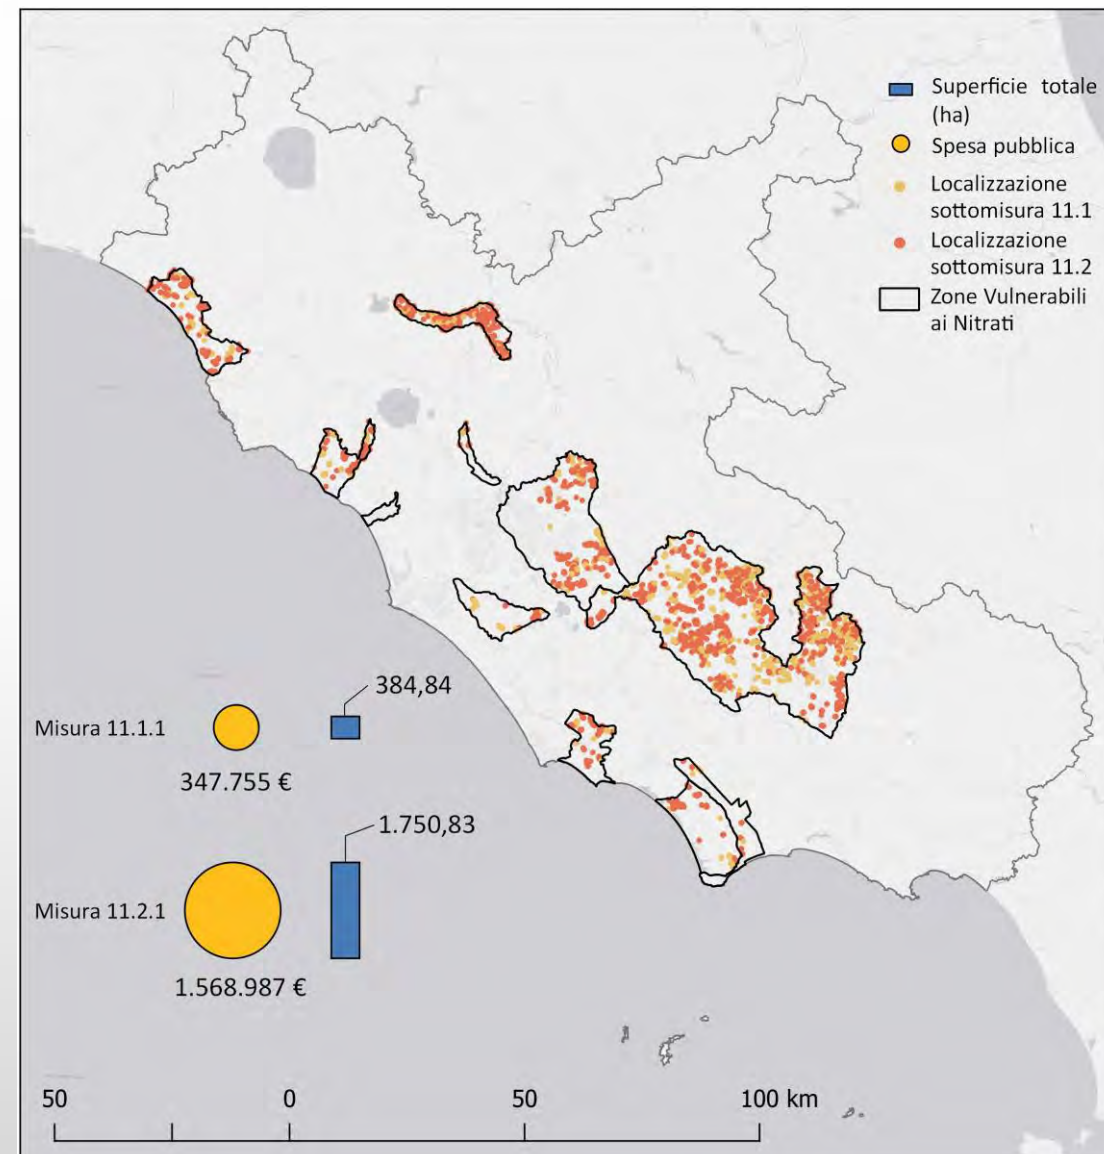 Superficie totale
(ha)
Spesa pubblica
Localizzazione
sottomisura 11.1
Localizzazione
sottomisura 11.2
Zone Vulnerabili
ai Nitrati
384,84
Misura 11.1.1
347.755 €
1.750,83
Misura 11.2.1
1.568.987 €
50 0 50 100 km